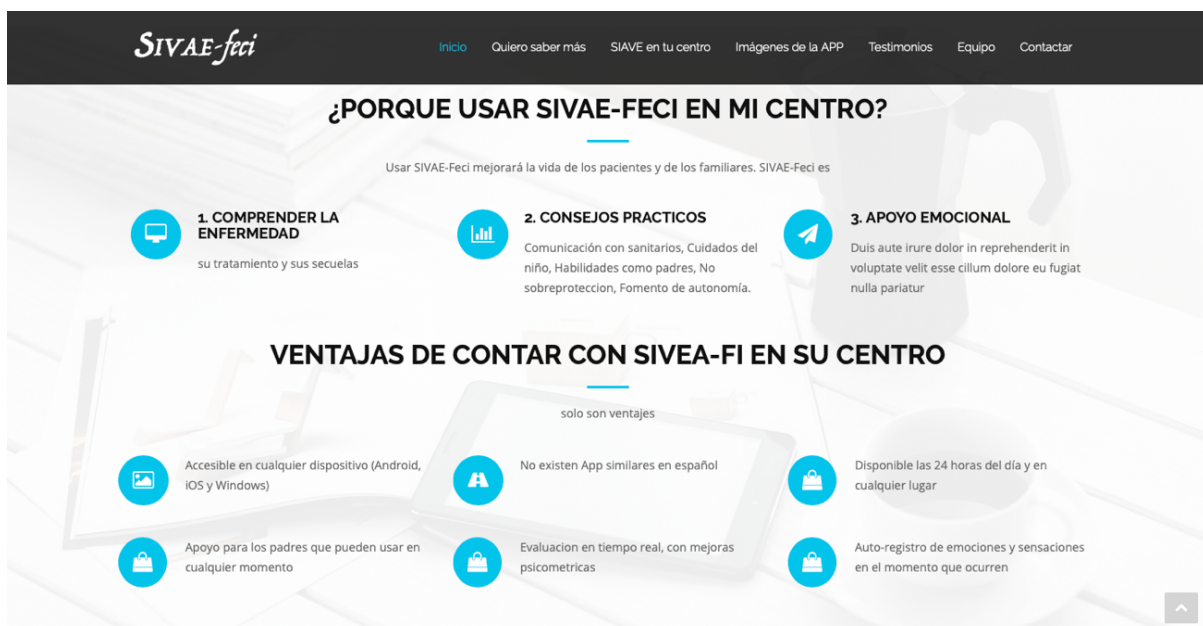 SIVAE-feci
Inicio Quiero saber más SIAVE en tu centro Imágenes de la APP Testimonios Equipo Contactar
¿PORQUE USAR SIVAE-FECI EN MI CENTRO?
Usar SIVAE-Feci mejorará la vida de los pacientes y de los familiares. SIVAE-Feci es
1. COMPRENDER LA
ENFERMEDAD
su tratamiento y sus secuelas
2. CONSEJOS PRACTICOS
Comunicación con sanitarios, Cuidados del
niño, Habilidades como padres, No
sobreproteccion, Fomento de autonomía.
3. APOYO EMOCIONAL
Duis aute irure dolor in reprehenderit in
voluptate velit esse cillum dolore eu fugiat
nulla pariatur
VENTAJAS DE CONTAR CON SIVEA-FI EN SU CENTRO
solo son ventajes
Accesible en cualquier dispositivo (Android,
iOS y Windows)
No existen App similares en español
Disponible las 24 horas del día y en
cualquier lugar
Apoyo para los padres que pueden usar en
cualquier momento
Evaluacion en tiempo real, con mejoras
psicometricas
Auto-registro de emociones y sensaciones
en el momento que ocurren